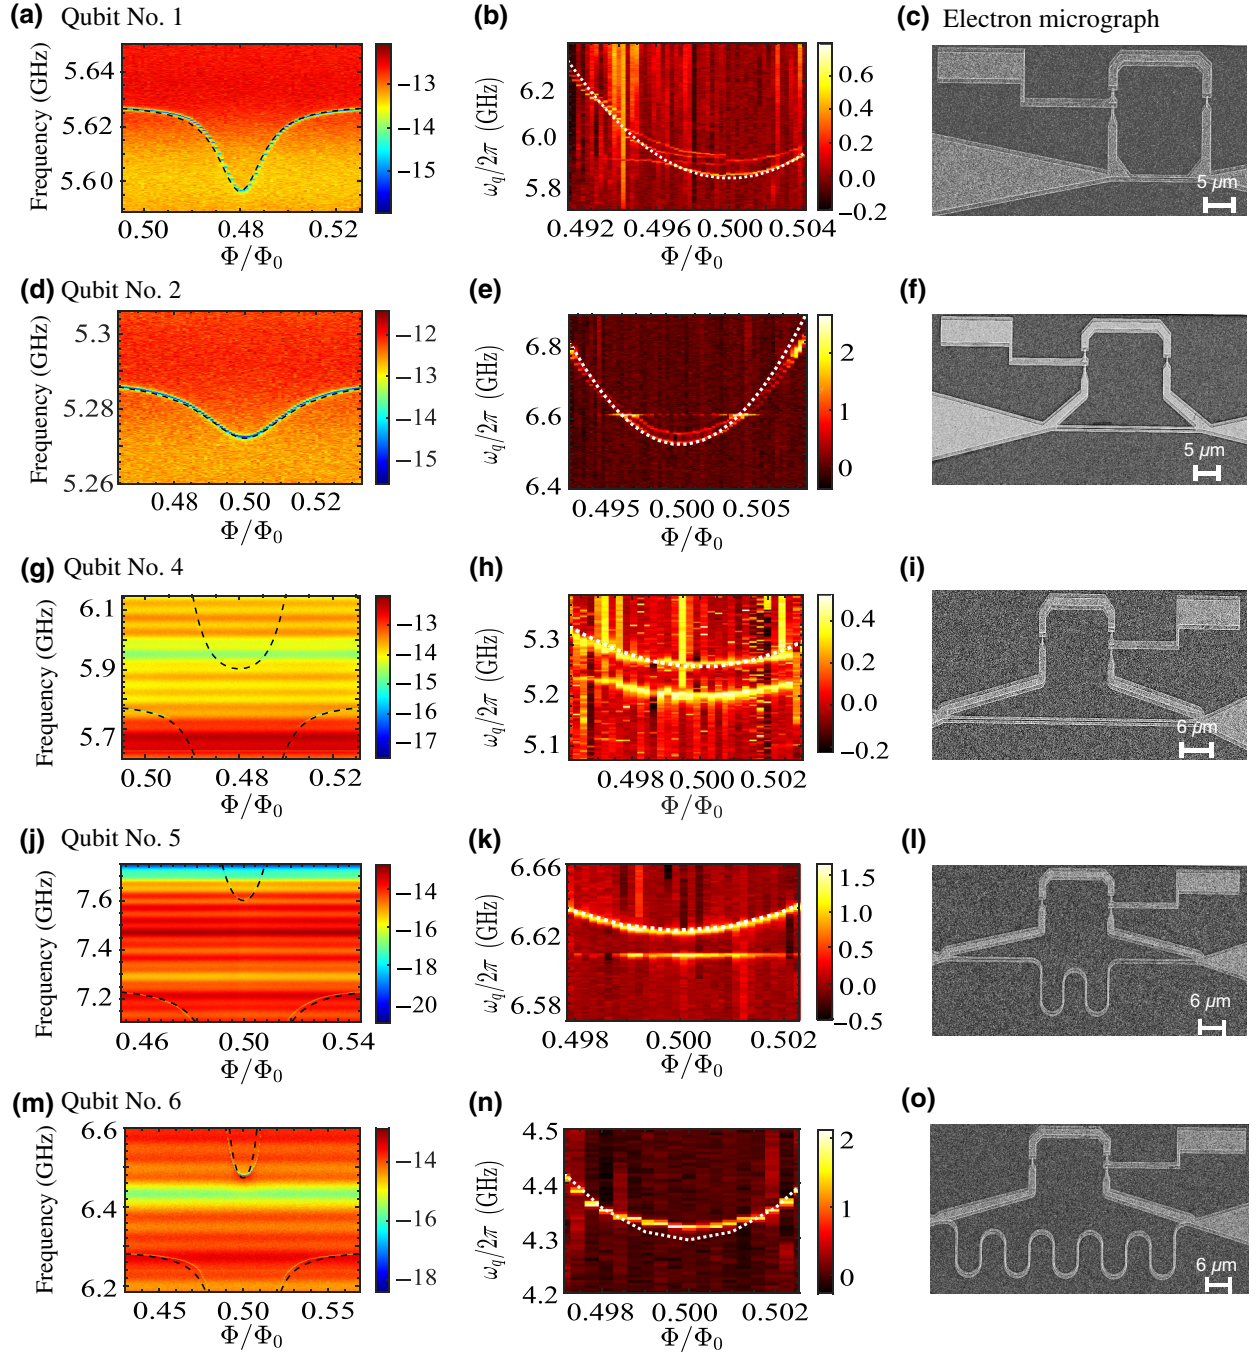 (a) Qubit No. 1
Frequency (GHz)
5.64
5.62
5.60
0.50 0.48 0.52
Φ/Φ0
−13
−14
−15
(b)
ω_q/2π (GHz)
6.2
6.0
5.8
0.492 0.496 0.500 0.504
Φ/Φ0
0.6
0.4
0.2
0.0
−0.2
(c) Electron micrograph
5 μm
(d) Qubit No. 2
Frequency (GHz)
5.3
5.28
5.26
0.48 0.50 0.52
Φ/Φ0
−12
−13
−14
−15
(e)
ω_q/2π (GHz)
6.8
6.6
6.4
0.495 0.500 0.505
Φ/Φ0
2
1
0
(f)
5 μm
(g) Qubit No. 4
Frequency (GHz)
6.1
5.9
5.7
0.50 0.48 0.52
Φ/Φ0
−13
−14
−15
−16
−17
(h)
ω_q/2π (GHz)
5.3
5.2
5.1
0.498 0.500 0.502
Φ/Φ0
0.4
0.2
0.0
−0.2
(i)
6 μm
(j) Qubit No. 5
Frequency (GHz)
7.6
7.4
7.2
0.46 0.50 0.54
Φ/Φ0
−14
−16
−18
−20
(k)
ω_q/2π (GHz)
6.66
6.62
6.58
0.498 0.500 0.502
Φ/Φ0
1.5
1.0
0.5
0.0
−0.5
(l)
6 μm
(m) Qubit No. 6
Frequency (GHz)
6.6
6.4
6.2
0.45 0.50 0.55
Φ/Φ0
−14
−16
−18
(n)
ω_q/2π (GHz)
4.5
4.4
4.3
4.2
0.498 0.500 0.502
Φ/Φ0
2
1
0
(o)
6 μm